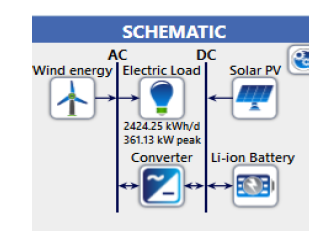 SCHEMATIC
AC DC
Wind energy Electric Load Solar PV
2424.25 kWh/d
361.13 kW peak
Converter Li-ion Battery